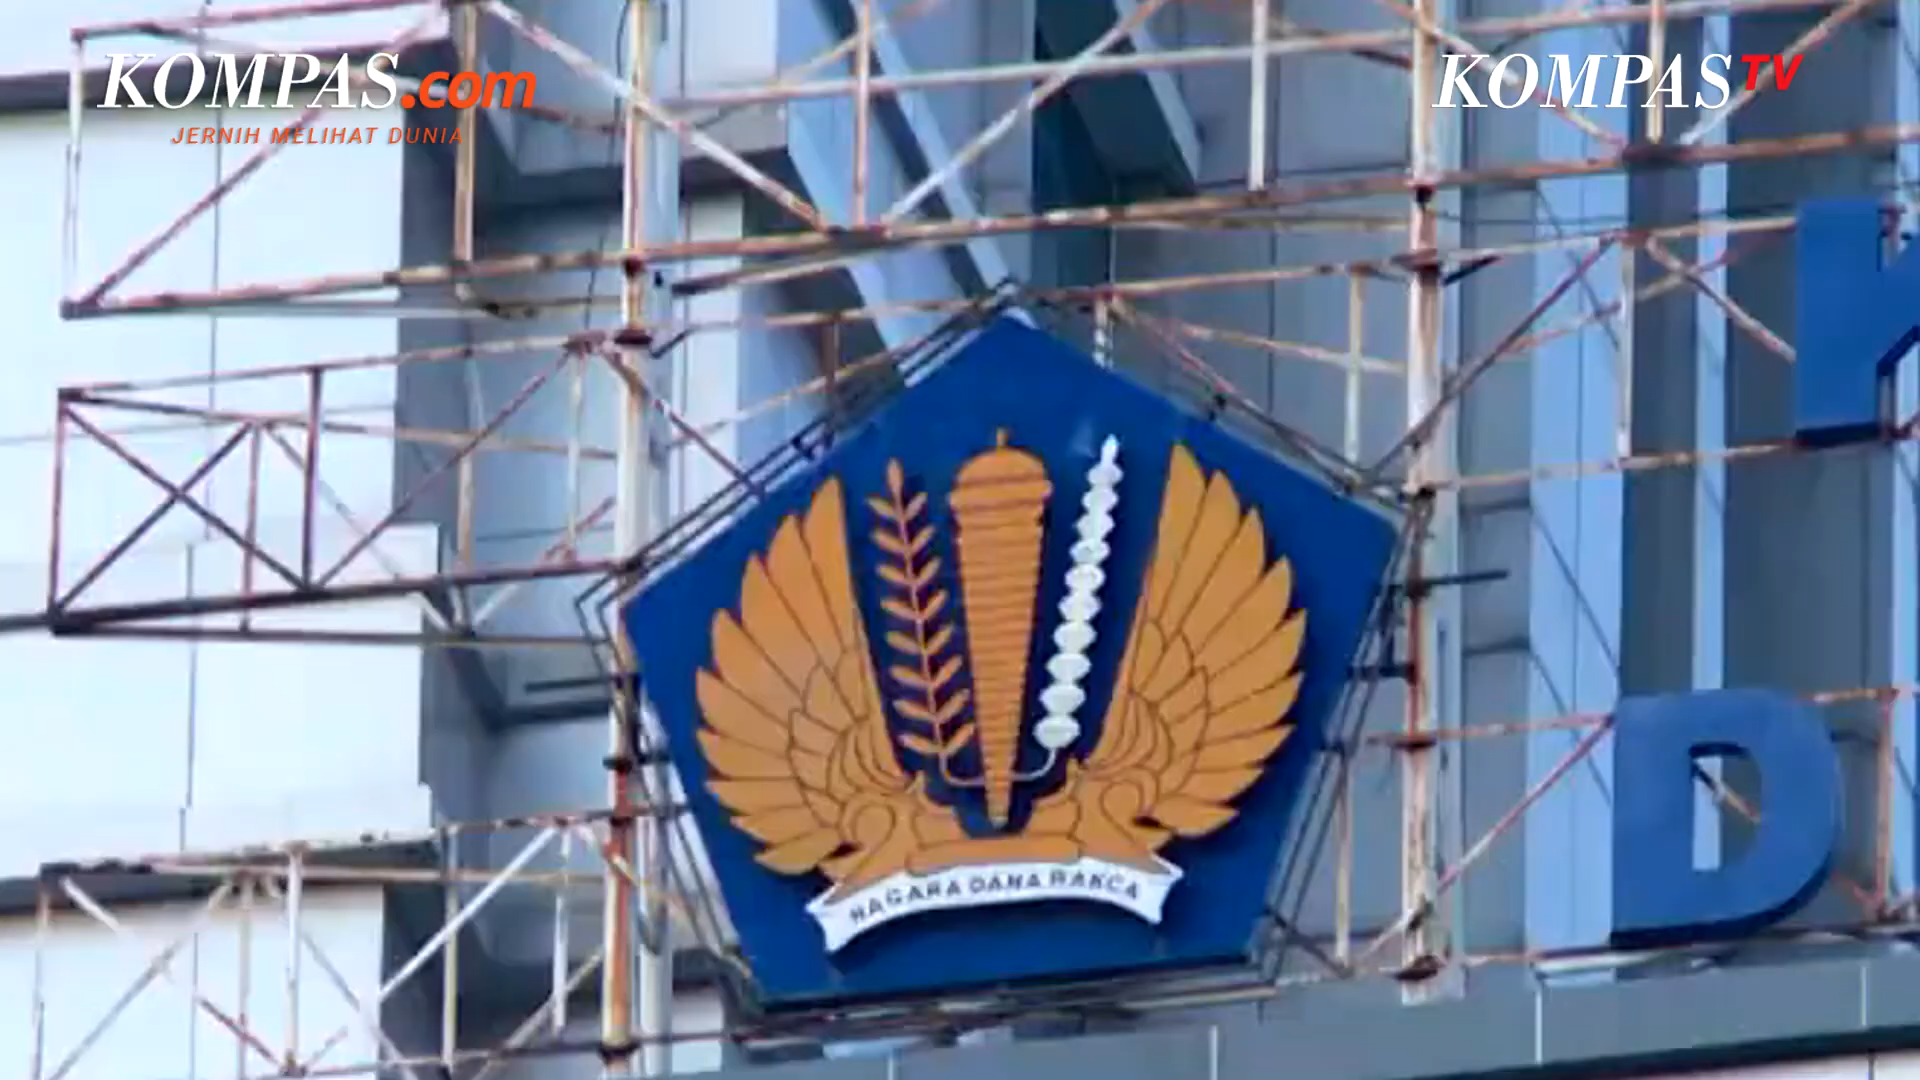 KOMPAS.com
JERNIH MELIHAT DUNIA
KOMPASTV
K
NAGARA DANA RAKCA
D